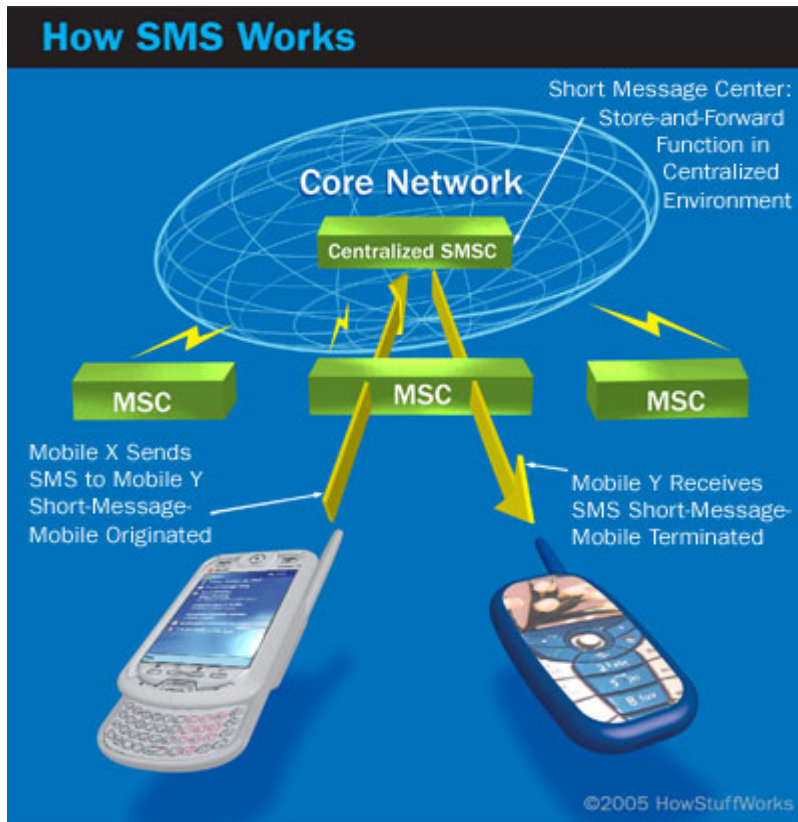 How SMS Works
Short Message Center:
Store-and-Forward
Function in
Centralized
Environment
Core Network
Centralized SMSC
MSC
MSC
MSC
Mobile X Sends
SMS to Mobile Y
Short-Message-
Mobile Originated
Mobile Y Receives
SMS Short-Message-
Mobile Terminated
©2005 HowStuffWorks